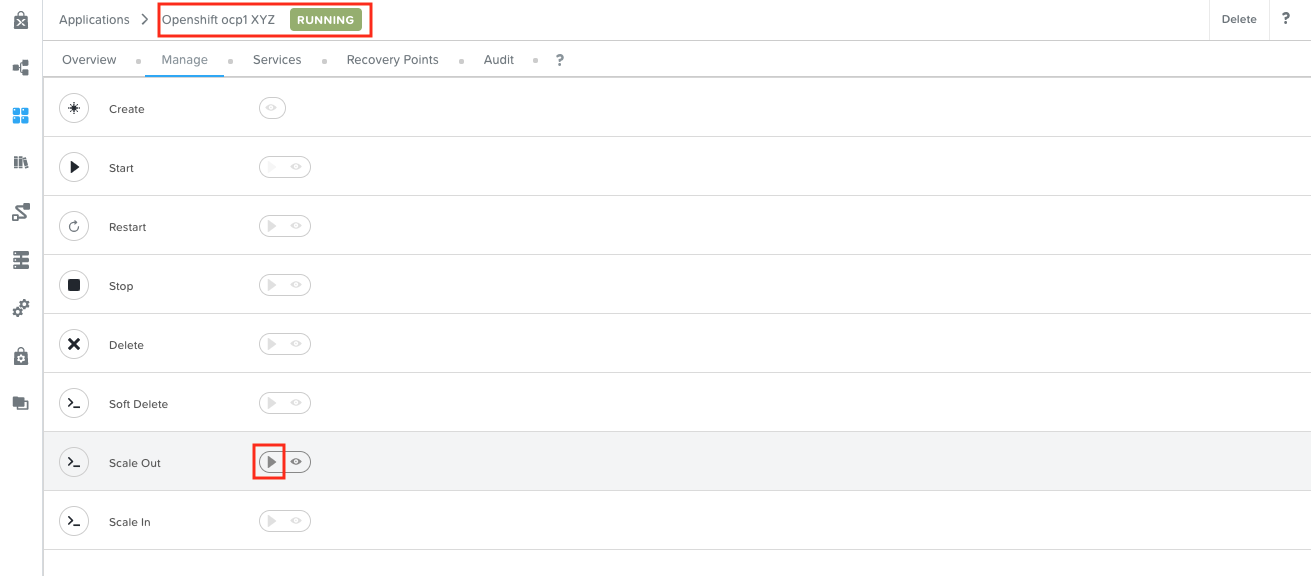 Applications > Openshift ocp1 XYZ RUNNING Delete ?
Overview Manage Services Recovery Points Audit ?
Create
Start
Restart
Stop
Delete
Soft Delete
Scale Out
Scale In